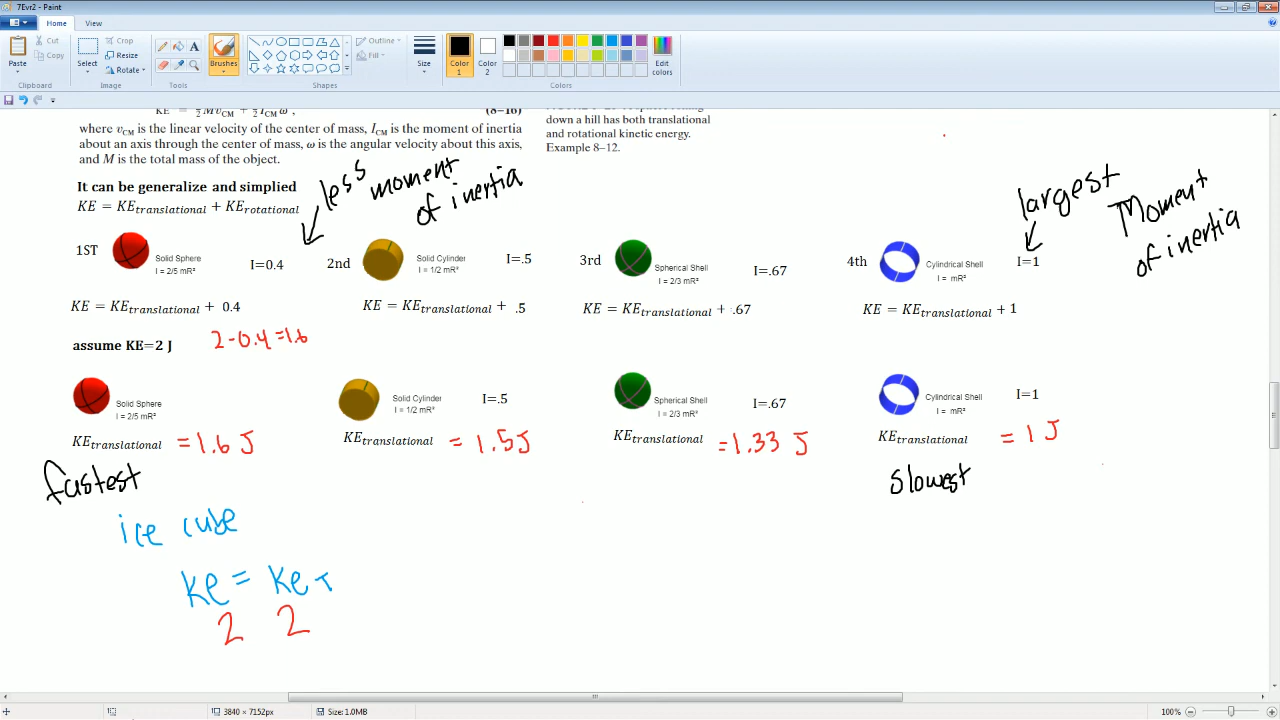 7Evr2 - Paint
Home View
Paste
Cut
Copy
Clipboard
Select
Crop
Resize
Rotate
Image
A
Tools
Brushes
Outline
Fill
Shapes
Size
Color 1
Color 2
Edit colors
Colors
(8-16)
where vCM is the linear velocity of the center of mass, ICM is the moment of inertia
about an axis through the center of mass, ω is the angular velocity about this axis,
and M is the total mass of the object.
down a hill has both translational
and rotational kinetic energy.
Example 8–12.
It can be generalize and simplied
KE = KEtranslational + KErotational
less moment
of inertia
largest
Moment
of inertia
1ST
Solid Sphere
I = 2/5 mR²
I=0.4
2nd
Solid Cylinder
I = 1/2 mR²
I=.5
3rd
Spherical Shell
I = 2/3 mR²
I=.67
4th
Cylindrical Shell
I = mR²
I=1
KE = KEtranslational + 0.4
KE = KEtranslational + .5
KE = KEtranslational + .67
KE = KEtranslational + 1
assume KE=2 J
2-0.4=1.6
Solid Sphere
I = 2/5 mR²
Solid Cylinder
I = 1/2 mR²
I=.5
Spherical Shell
I = 2/3 mR²
I=.67
Cylindrical Shell
I = mR²
I=1
KEtranslational = 1.6 J
KEtranslational = 1.5J
KEtranslational =1.33 J
KEtranslational = 1 J
fastest
slowest
ice cube
Ke = Ke T
2 2
3840 × 7152px
Size: 1.0MB
100%